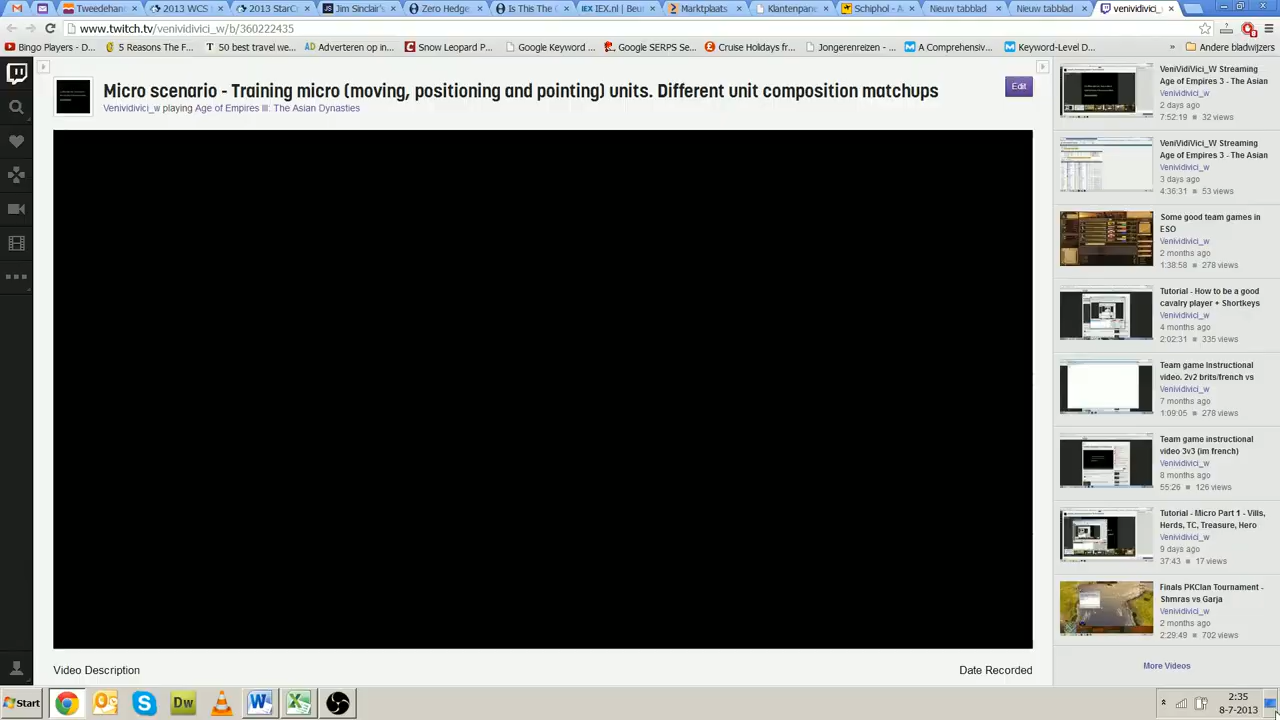 Tweedehan
2013 WCS
2013 StarC
Jim Sinclair's
Zero Hedge
Is This The
IEX IEX.nl | Beur
Marktplaats
Klantenpane
Schiphol - A
Nieuw tabblad
Nieuw tabblad
venividivici_
www.twitch.tv/venividivici_w/b/360222435
Bingo Players - D...
5 Reasons The F...
50 best travel we...
Adverteren op in...
Snow Leopard P...
Google Keyword ...
Google SERPS Se...
Cruise Holidays fr...
Jongerenreizen - ...
A Comprehensiv...
Keyword-Level D...
»
Andere bladwijzers
Micro scenario - Training micro (moving, positioning and pointing) units. Different unit composition matchups
Venividivici_w playing Age of Empires III: The Asian Dynasties
Edit
VeniVidiVici_W Streaming
Age of Empires 3 - The Asian
Venividivici_w
2 days ago
7:52:19 32 views
VeniVidiVici_W Streaming
Age of Empires 3 - The Asian
Venividivici_w
3 days ago
4:36:31 53 views
Some good team games in
ESO
Venividivici_w
2 months ago
1:38:58 278 views
Tutorial - How to be a good
cavalry player + Shortkeys
Venividivici_w
4 months ago
2:02:31 335 views
Team game Instructional
video. 2v2 brits/french vs
Venividivici_w
7 months ago
1:09:05 278 views
Team game instructional
video 3v3 (im french)
Venividivici_w
8 months ago
55:26 126 views
Tutorial - Micro Part 1 - Vills,
Herds, TC, Treasure, Hero
Venividivici_w
9 days ago
37:43 17 views
Finals PKClan Tournament -
Shmras vs Garja
Venividivici_w
2 months ago
2:29:49 702 views
More Videos
Video Description
Date Recorded
Start
2:35
8-7-2013